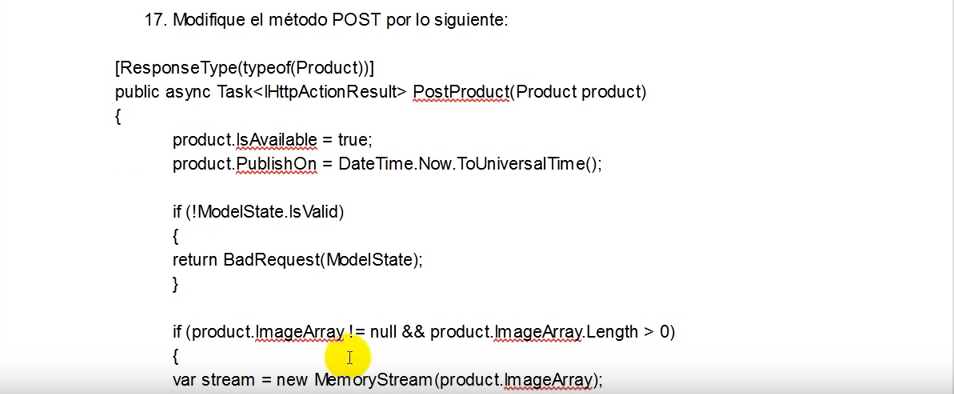 17. Modifique el método POST por lo siguiente:
[ResponseType(typeof(Product))]
public async Task<IHttpActionResult> PostProduct(Product product)
{
product.IsAvailable = true;
product.PublishOn = DateTime.Now.ToUniversalTime();
if (!ModelState.IsValid)
{
return BadRequest(ModelState);
}
if (product.ImageArray != null && product.ImageArray.Length > 0)
{
var stream = new MemoryStream(product.ImageArray);